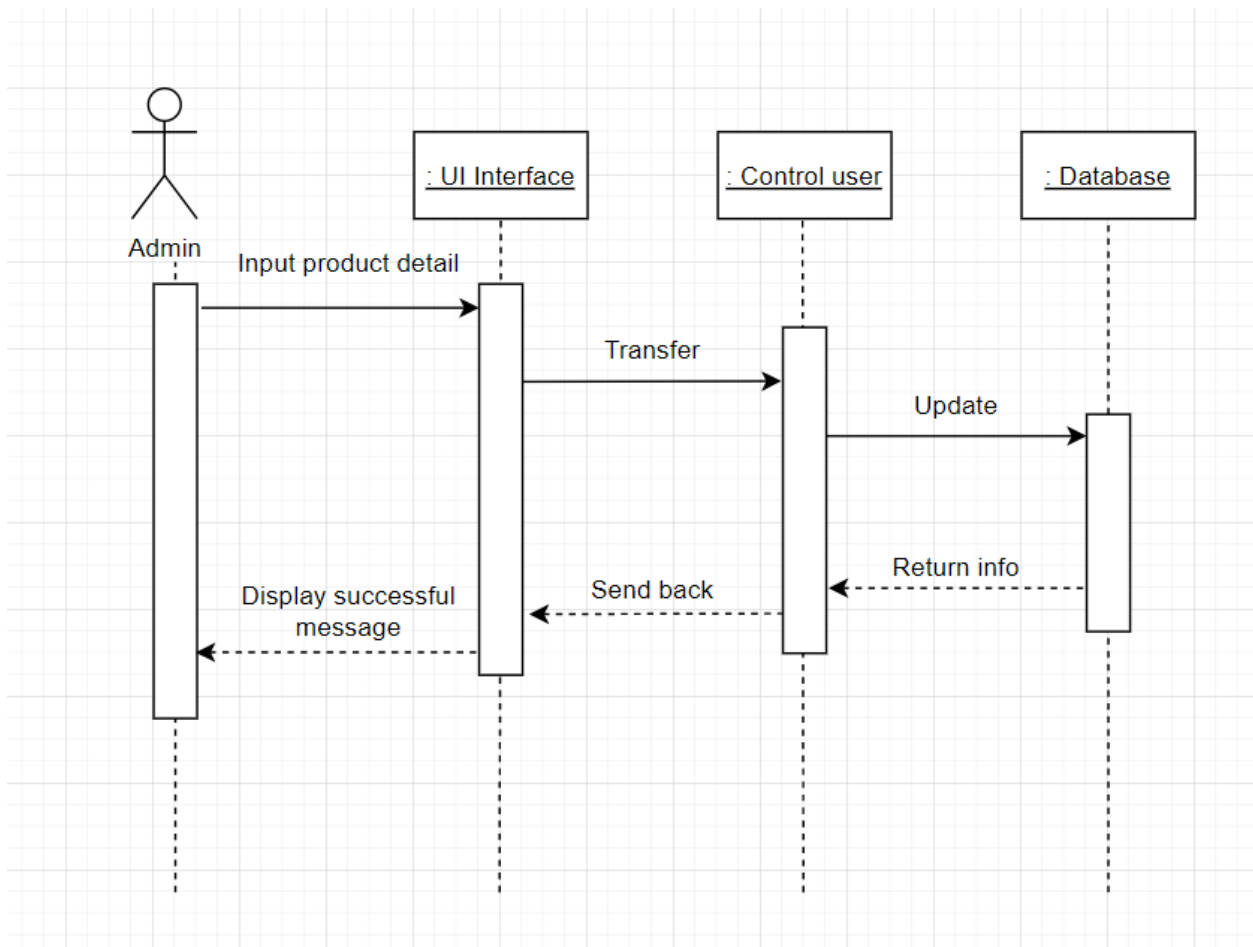 : UI Interface
: Control user
: Database
Admin
Input product detail
Transfer
Update
Return info
Send back
Display successful
message